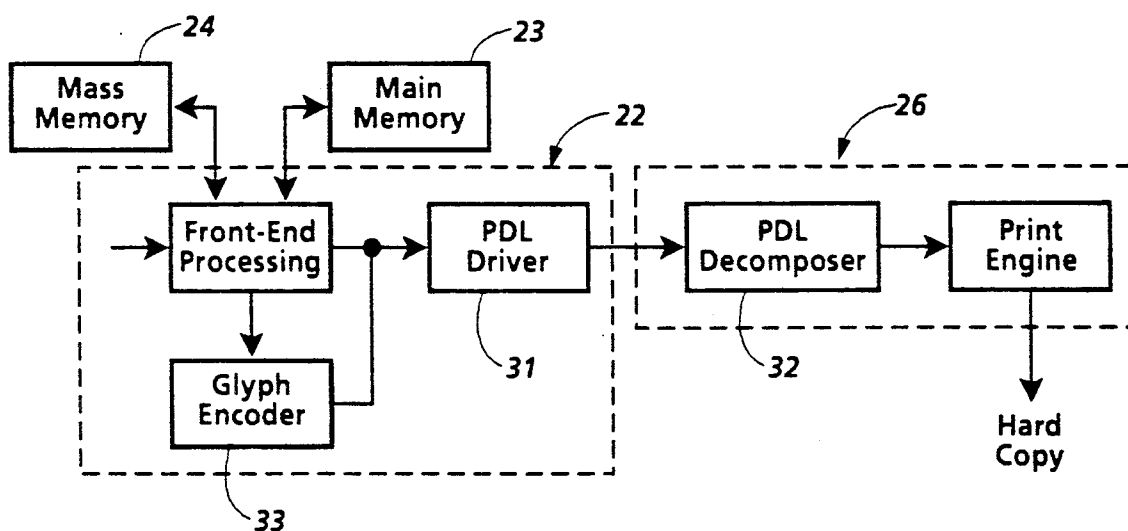 24
23
Mass
Memory
Main
Memory
22
26
Front-End
Processing
PDL
Driver
PDL
Decomposer
Print
Engine
31
32
Glyph
Encoder
33
Hard
Copy